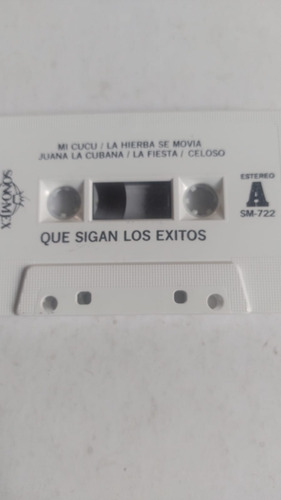 MI CUCU / LA HIERBA SE MOVIA
JUANA LA CUBANA / LA FIESTA / CELOSO
ESTEREO
A
SM-722
SONOMEX
QUE SIGAN LOS EXITOS